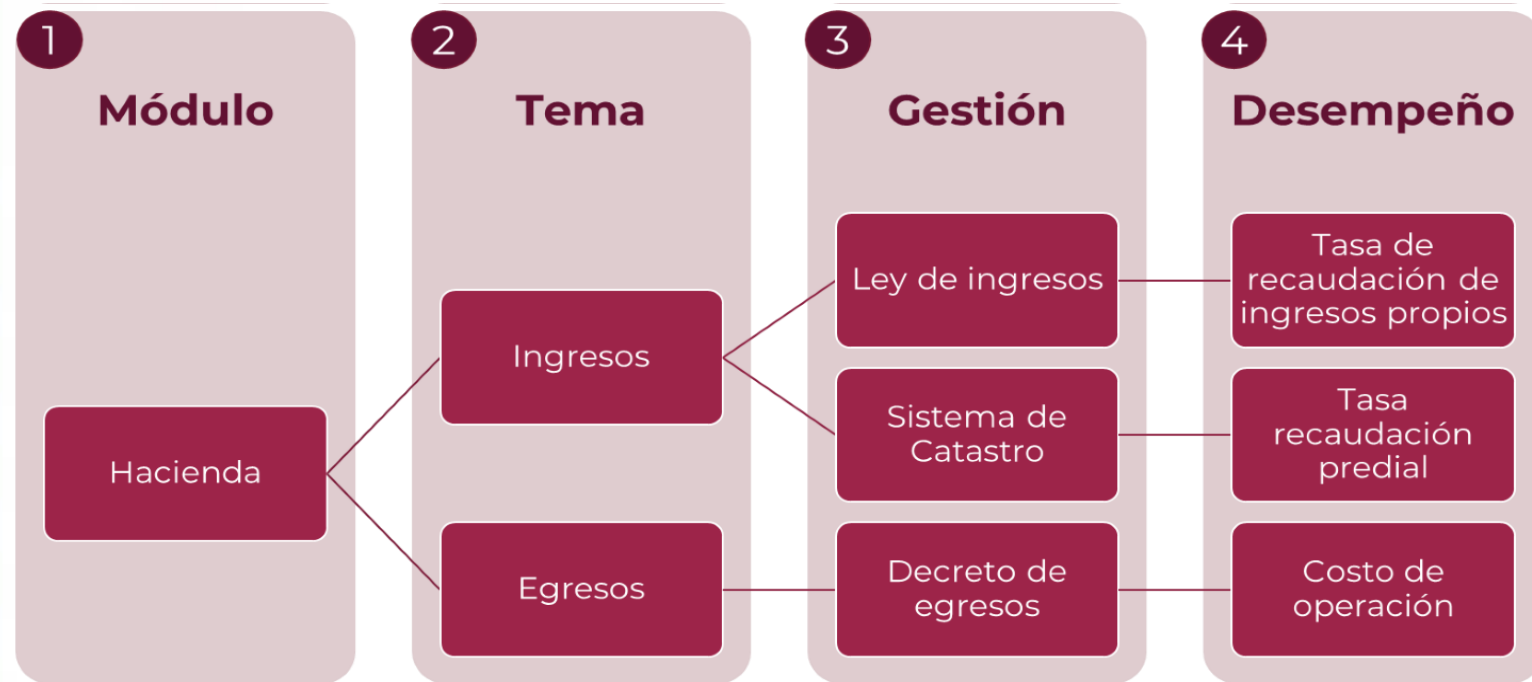 1
Módulo
2
Tema
3
Gestión
4
Desempeño
Hacienda
Ingresos
Egresos
Ley de ingresos
Sistema de
Catastro
Decreto de
egresos
Tasa de
recaudación de
ingresos propios
Tasa
recaudación
predial
Costo de
operación